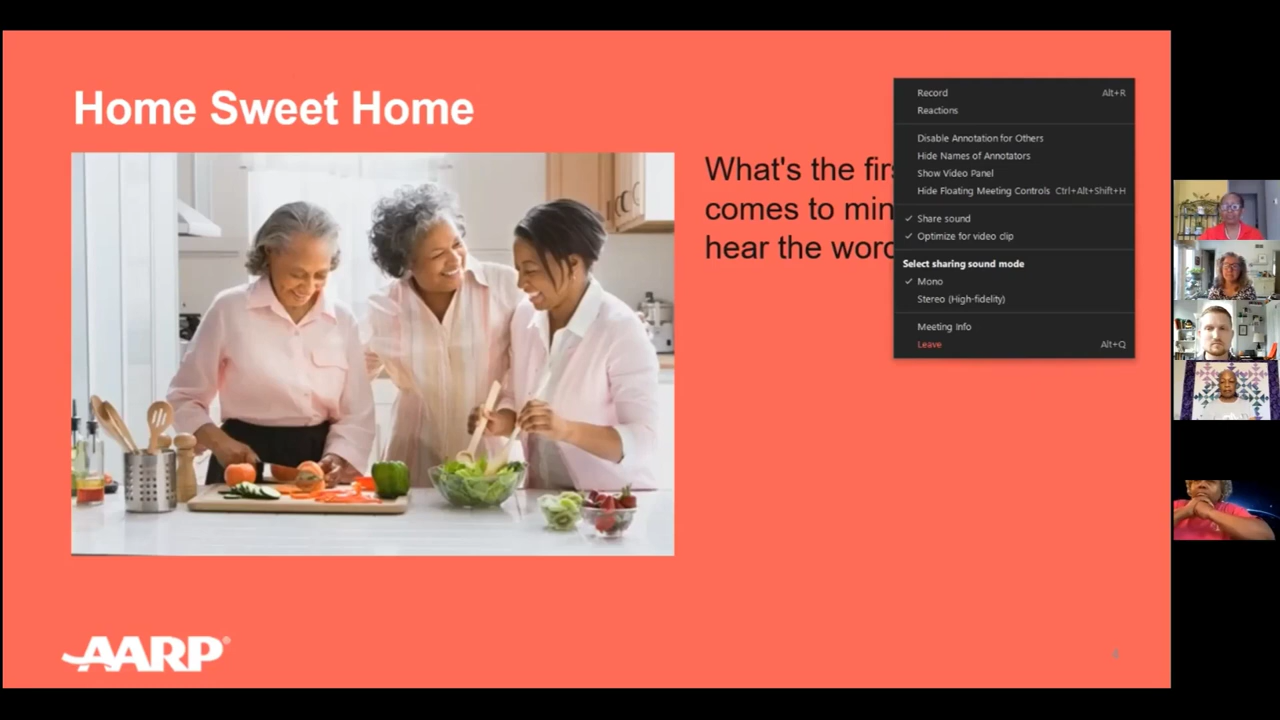 Home Sweet Home
What's the firs
comes to min
hear the word
Record Alt+R
Reactions
Disable Annotation for Others
Hide Names of Annotators
Show Video Panel
Hide Floating Meeting Controls Ctrl+Alt+Shift+H
✓ Share sound
✓ Optimize for video clip
Select sharing sound mode
✓ Mono
Stereo (High-fidelity)
Meeting Info
Leave Alt+Q
AARP®